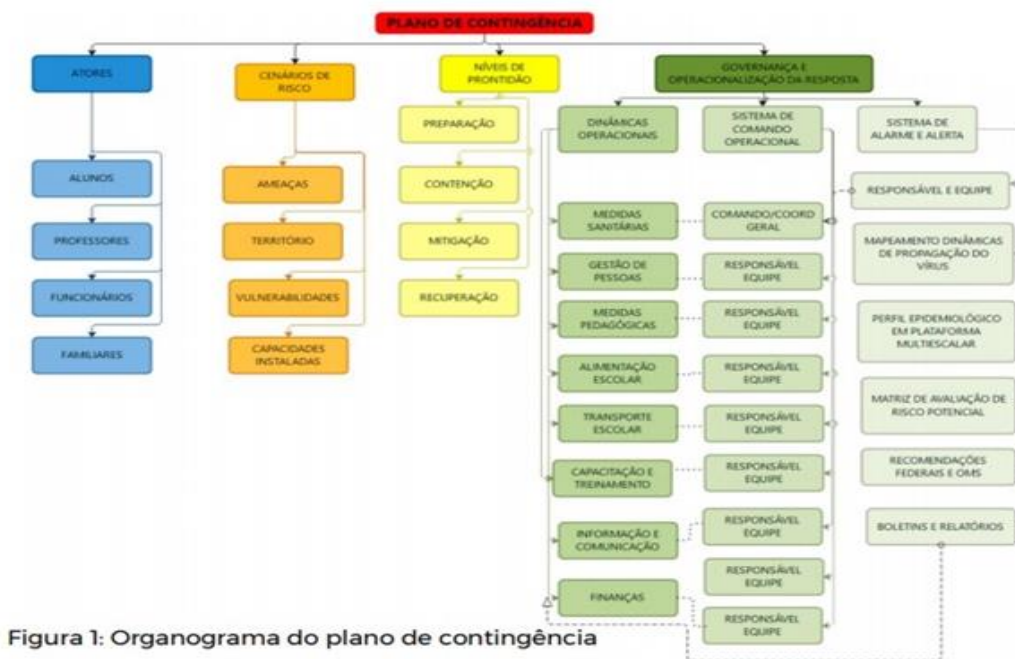 PLANO DE CONTINGÊNCIA
ATORES
ALUNOS
PROFESSORES
FUNCIONÁRIOS
FAMILIARES
CENÁRIOS DE
RISCO
AMEAÇAS
TERRITÓRIO
VULNERABILIDADES
CAPACIDADES
INSTALADAS
NÍVEIS DE
PRONTIDÃO
PREPARAÇÃO
CONTENÇÃO
MITIGAÇÃO
RECUPERAÇÃO
GOVERNANÇA E
OPERACIONALIZAÇÃO DA RESPOSTA
DINÂMICAS
OPERACIONAIS
MEDIDAS
SANITÁRIAS
GESTÃO DE
PESSOAS
MEDIDAS
PEDAGÓGICAS
ALIMENTAÇÃO
ESCOLAR
TRANSPORTE
ESCOLAR
CAPACITAÇÃO E
TREINAMENTO
INFORMAÇÃO E
COMUNICAÇÃO
FINANÇAS
SISTEMA DE
COMANDO
OPERACIONAL
COMANDO/COORD
GERAL
RESPONSÁVEL
EQUIPE
RESPONSÁVEL
EQUIPE
RESPONSÁVEL
EQUIPE
RESPONSÁVEL
EQUIPE
RESPONSÁVEL
EQUIPE
RESPONSÁVEL
EQUIPE
RESPONSÁVEL
EQUIPE
RESPONSÁVEL
EQUIPE
SISTEMA DE
ALARME E ALERTA
RESPONSÁVEL E EQUIPE
MAPEAMENTO DINÂMICAS
DE PROPAGAÇÃO DO
VÍRUS
PERFIL EPIDEMIOLÓGICO
EM PLATAFORMA
MULTIESCALAR
MATRIZ DE AVALIAÇÃO DE
RISCO POTENCIAL
RECOMENDAÇÕES
FEDERAIS E OMS
BOLETINS E RELATÓRIOS
Figura 1: Organograma do plano de contingência